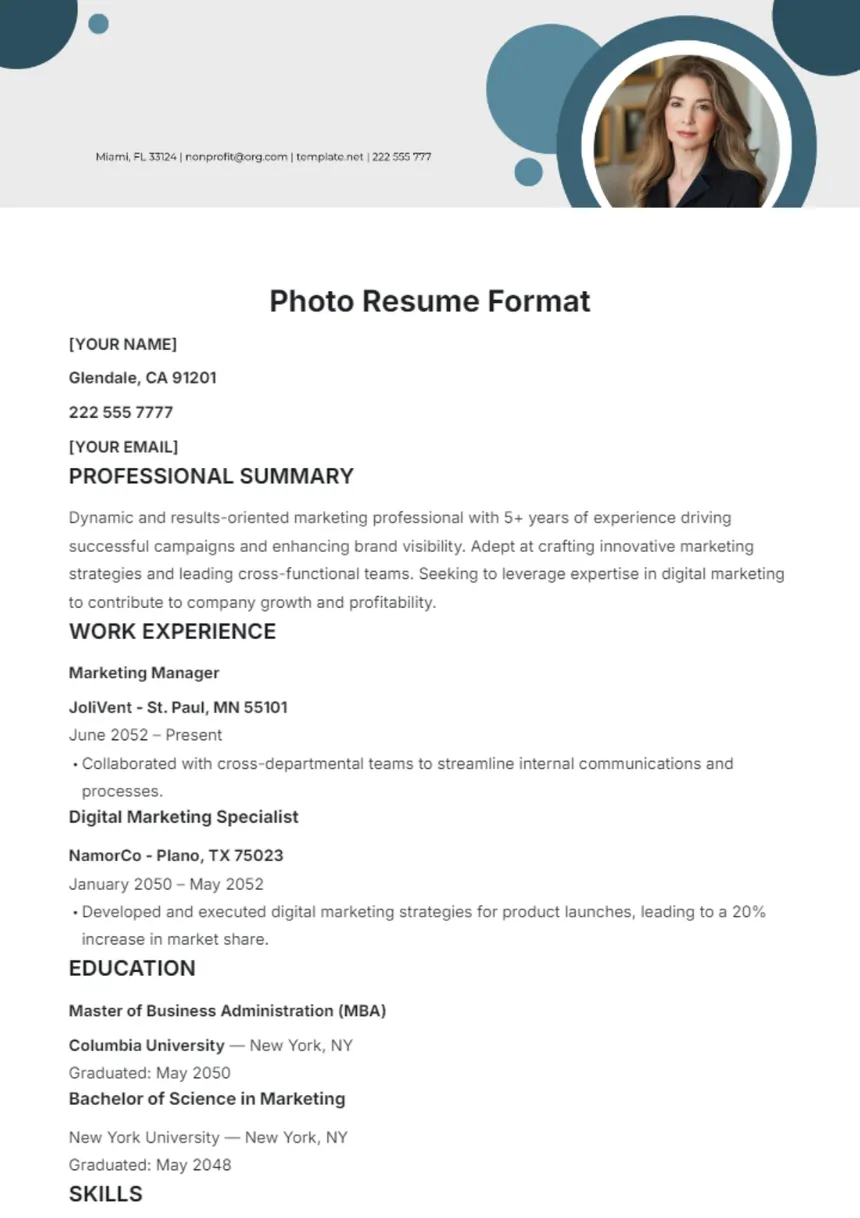 Miami, FL 33124 | nonprofit@org.com | template.net | 222 555 777
Photo Resume Format
[YOUR NAME]
Glendale, CA 91201
222 555 7777
[YOUR EMAIL]
PROFESSIONAL SUMMARY
Dynamic and results-oriented marketing professional with 5+ years of experience driving
successful campaigns and enhancing brand visibility. Adept at crafting innovative marketing
strategies and leading cross-functional teams. Seeking to leverage expertise in digital marketing
to contribute to company growth and profitability.
WORK EXPERIENCE
Marketing Manager
JoliVent - St. Paul, MN 55101
June 2052 – Present
• Collaborated with cross-departmental teams to streamline internal communications and
processes.
Digital Marketing Specialist
NamorCo - Plano, TX 75023
January 2050 – May 2052
• Developed and executed digital marketing strategies for product launches, leading to a 20%
increase in market share.
EDUCATION
Master of Business Administration (MBA)
Columbia University — New York, NY
Graduated: May 2050
Bachelor of Science in Marketing
New York University — New York, NY
Graduated: May 2048
SKILLS